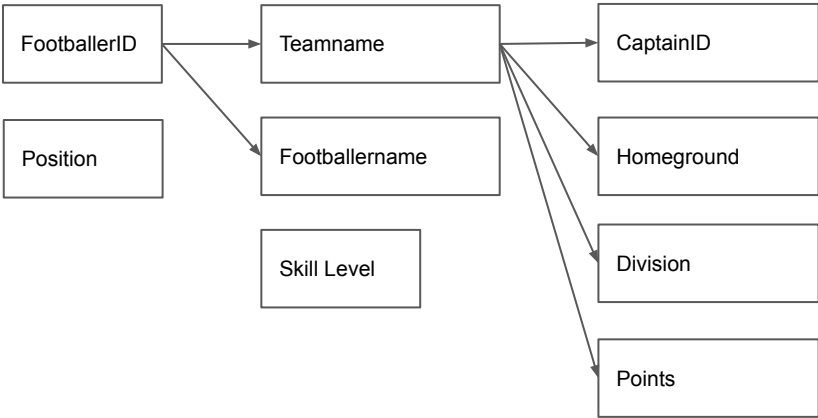 FootballerID
Teamname
CaptainID
Position
Footballername
Homeground
Skill Level
Division
Points